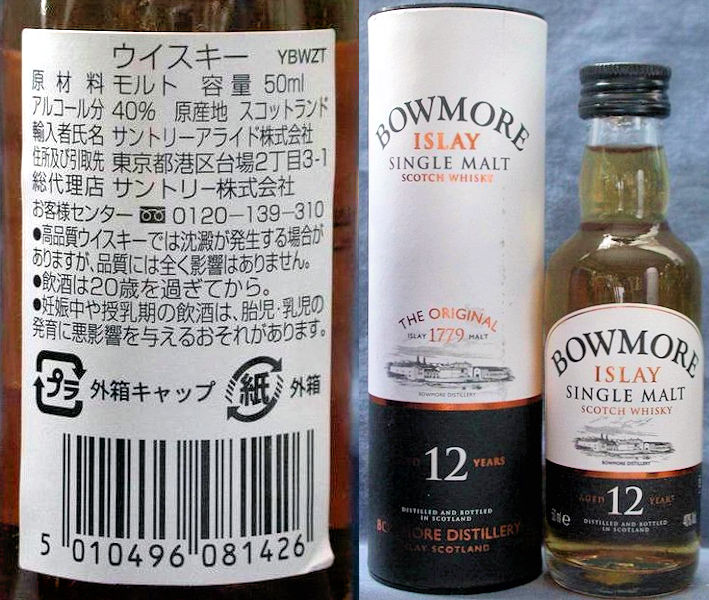 ウイスキー YBWZT
原材料 モルト 容量 50ml
アルコール分 40% 原産地 スコットランド
輸入者氏名 サントリーアライド株式会社
住所及び引取先 東京都港区台場2丁目3-1
総代理店 サントリー株式会社
お客様センター 0120-139-310
●高品質ウイスキーでは沈澱が発生する場合が
ありますが、品質には全く影響はありません。
●飲酒は20歳を過ぎてから。
●妊娠中や授乳期の飲酒は、胎児・乳児の
発育に悪影響を与えるおそれがあります。
プラ 外箱キャップ 紙 外箱
5 010496 081426
BOWMORE
ISLAY
SINGLE MALT
SCOTCH WHISKY
THE ORIGINAL
ISLAY 1779 MALT
BOWMORE DISTILLERY
12 YEARS
DISTILLED AND BOTTLED
IN SCOTLAND
BOWMORE DISTILLERY
ISLAY SCOTLAND
BOWMORE
ISLAY
SINGLE MALT
SCOTCH WHISKY
BOWMORE DISTILLERY
AGED 12 YEARS
DISTILLED AND BOTTLED
IN SCOTLAND